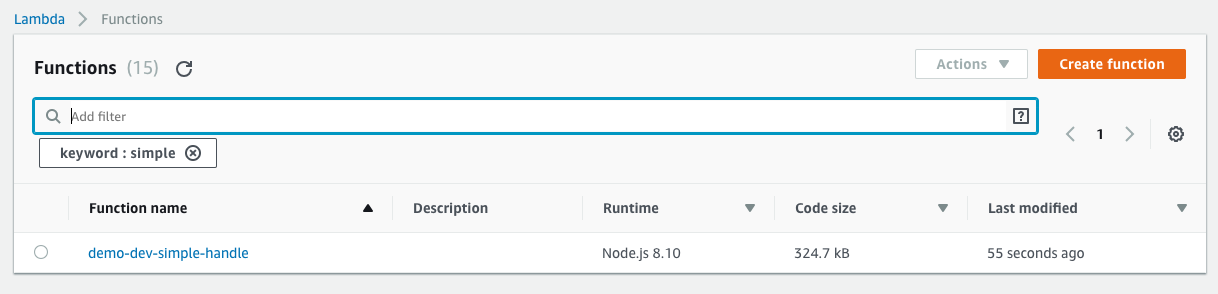 Lambda > Functions
Functions (15) Actions Create function
Add filter ?
1
keyword : simple
Function name Description Runtime Code size Last modified
demo-dev-simple-handle Node.js 8.10 324.7 kB 55 seconds ago